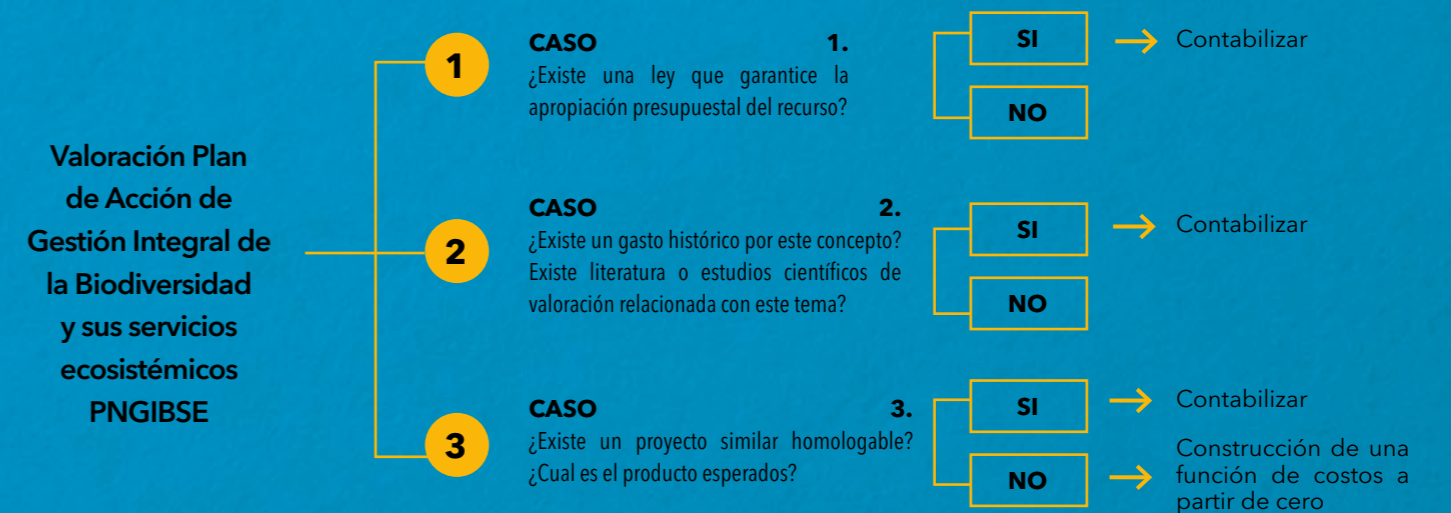 Valoración Plan
de Acción de
Gestión Integral de
la Biodiversidad
y sus servicios
ecosistémicos
PNGIBSE
1
CASO 1.
¿Existe una ley que garantice la
apropiación presupuestal del recurso?
SI
Contabilizar
NO
2
CASO 2.
¿Existe un gasto histórico por este concepto?
Existe literatura o estudios científicos de
valoración relacionada con este tema?
SI
Contabilizar
NO
3
CASO 3.
¿Existe un proyecto similar homologable?
¿Cual es el producto esperados?
SI
Contabilizar
NO
Construcción de una
función de costos a
partir de cero